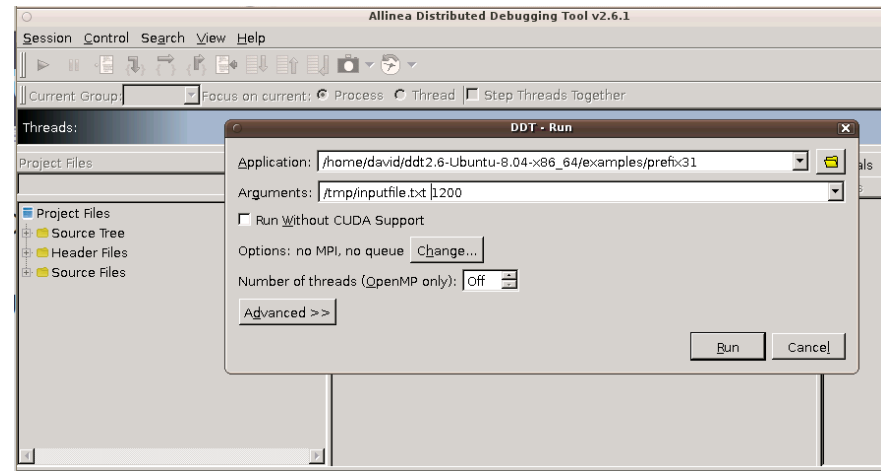 Allinea Distributed Debugging Tool v2.6.1
Session Control Search View Help
Current Group: Focus on current: Process Thread Step Threads Together
Threads:
DDT - Run
Project Files
Application: /home/david/ddt2.6-Ubuntu-8.04-x86_64/examples/prefix31
Arguments: /tmp/inputfile.txt 1200
Run Without CUDA Support
Options: no MPI, no queue Change...
Number of threads (OpenMP only): Off
Advanced >>
Run Cancel
Project Files
Source Tree
Header Files
Source Files